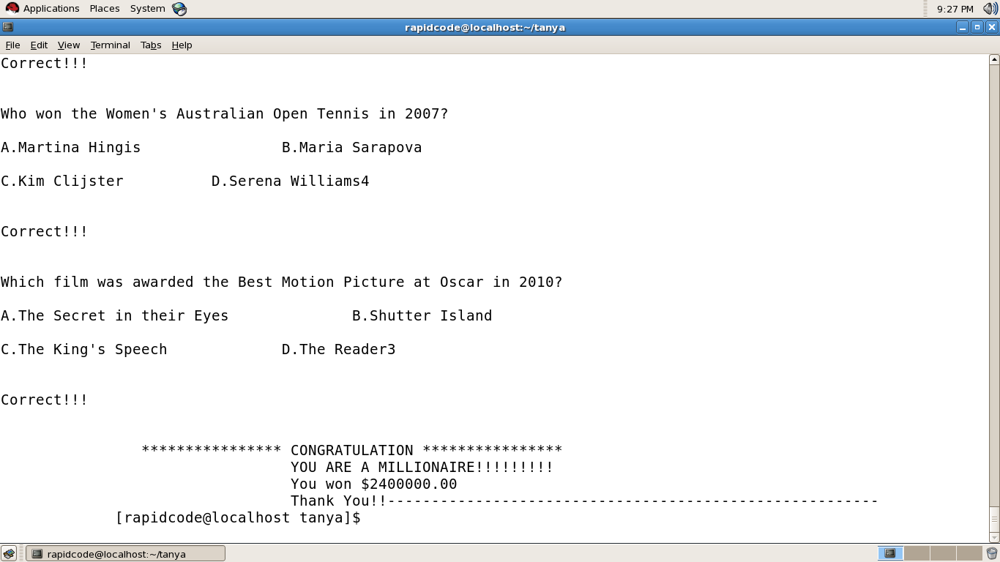 Applications Places System 9:27 PM
rapidcode@localhost:~/tanya
File Edit View Terminal Tabs Help
Correct!!!
Who won the Women's Australian Open Tennis in 2007?
A.Martina Hingis B.Maria Sarapova
C.Kim Clijster D.Serena Williams4
Correct!!!
Which film was awarded the Best Motion Picture at Oscar in 2010?
A.The Secret in their Eyes B.Shutter Island
C.The King's Speech D.The Reader3
Correct!!!
**************** CONGRATULATION ****************
YOU ARE A MILLIONAIRE!!!!!!!!!
You won $2400000.00
Thank You!!--------------------------------------------------------
[rapidcode@localhost tanya]$
rapidcode@localhost:~/tanya